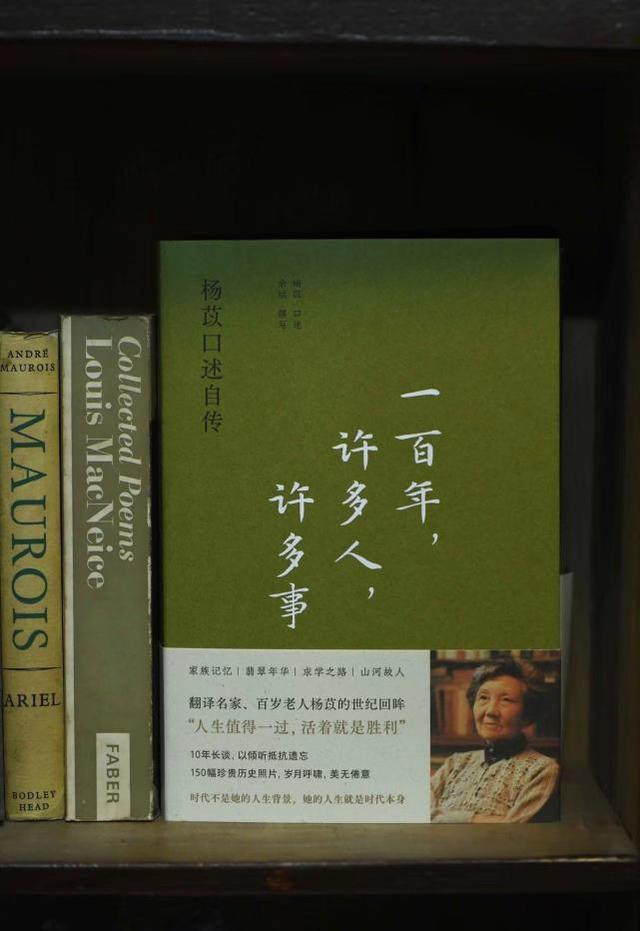 ANDRÉ
MAUROIS
MAUROIS
ARIEL
BODLEY
HEAD
Collected Poems
Louis MacNeice
FABER
杨苡口述自传
杨苡 口述
余斌 撰写
一百年,
许多人,
许多事
家族记忆|翡翠年华|求学之路|山河故人
翻译名家、百岁老人杨苡的世纪回眸
“人生值得一过,活着就是胜利”
10年长谈,以倾听抵抗遗忘
150幅珍贵历史照片,岁月呼啸,美无倦意
时代不是她的人生背景,她的人生就是时代本身